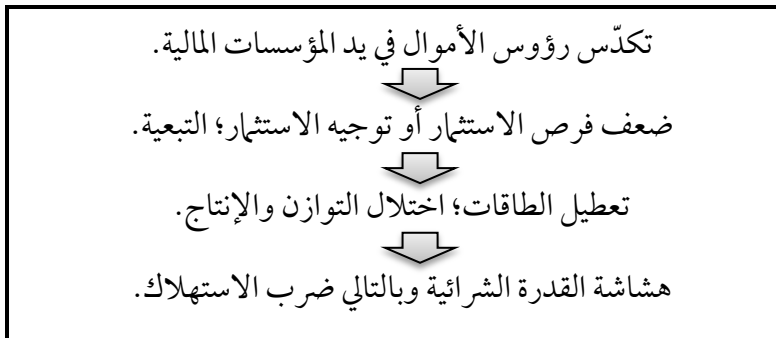 تكدّس رؤوس الأموال في يد المؤسسات المالية.
ضعف فرص الاستثمار أو توجيه الاستثمار؛ التبعية.
تعطيل الطاقات؛ اختلال التوازن والإنتاج.
هشاشة القدرة الشرائية وبالتالي ضرب الاستهلاك.